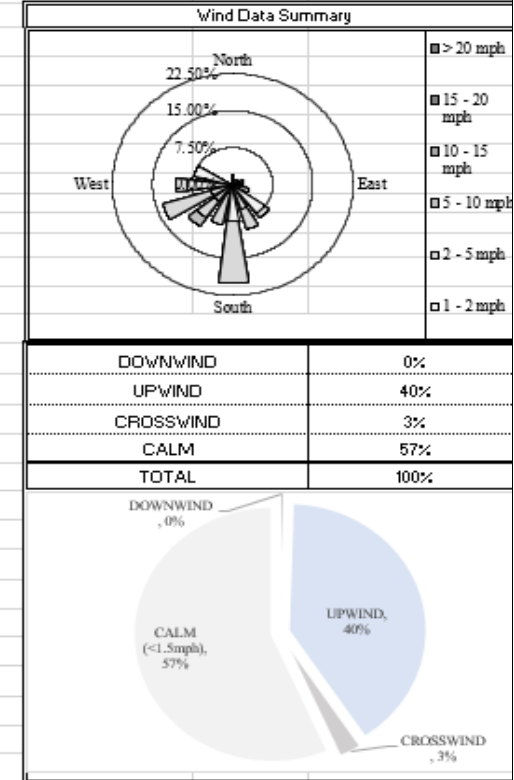 Wind Data Summary
North
22.50%
15.00%
7.50%
0.00%
West
East
South
> 20 mph
15 - 20
mph
10 - 15
mph
5 - 10 mph
2 - 5 mph
1 - 2 mph
DOWNWIND 0%
UPWIND 40%
CROSSWIND 3%
CALM 57%
TOTAL 100%
DOWNWIND
, 0%
UPWIND,
40%
CALM
(<1.5mph),
57%
CROSSWIND
, 3%